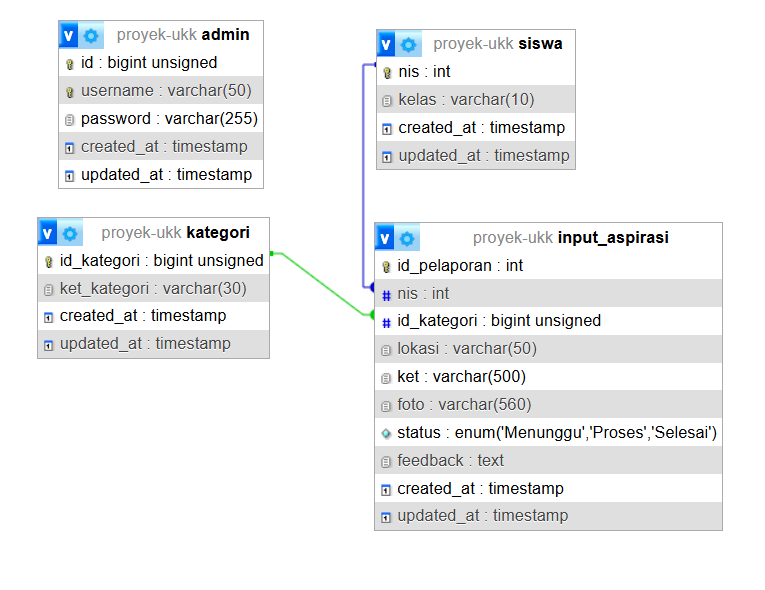 v proyek-ukk admin
id : bigint unsigned
username : varchar(50)
password : varchar(255)
created_at : timestamp
updated_at : timestamp
v proyek-ukk siswa
nis : int
kelas : varchar(10)
created_at : timestamp
updated_at : timestamp
v proyek-ukk kategori
id_kategori : bigint unsigned
ket_kategori : varchar(30)
created_at : timestamp
updated_at : timestamp
v proyek-ukk input_aspirasi
id_pelaporan : int
# nis : int
# id_kategori : bigint unsigned
lokasi : varchar(50)
ket : varchar(500)
foto : varchar(560)
status : enum('Menunggu','Proses','Selesai')
feedback : text
created_at : timestamp
updated_at : timestamp